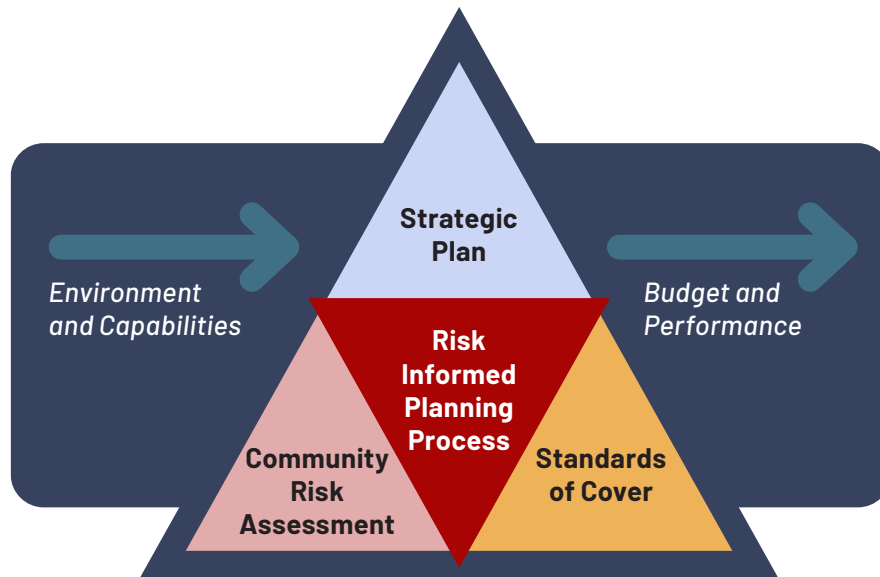 Strategic
Plan
Environment
and Capabilities
Budget and
Performance
Risk
Informed
Planning
Process
Community
Risk
Assessment
Standards
of Cover